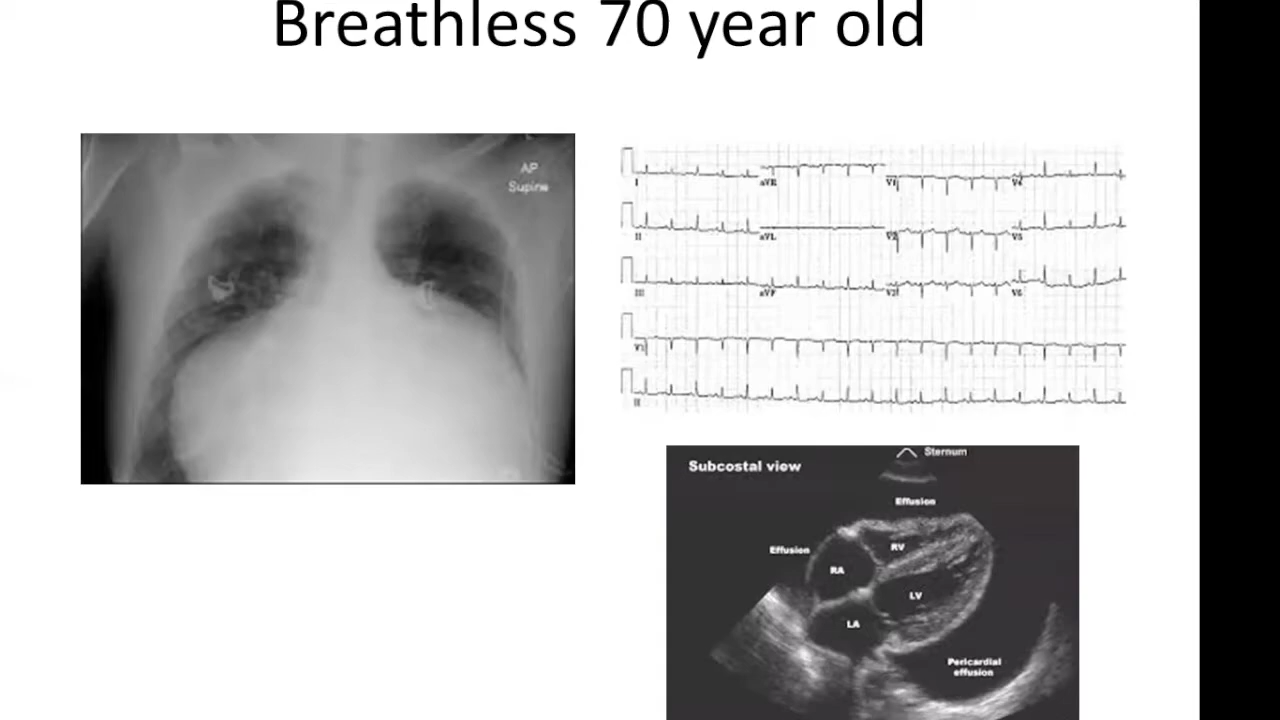 Breathless 70 year old
AP
Supine
I
aVR
V1
V4
II
aVL
V2
V5
III
aVF
V3
V6
V1
II
Subcostal view
Sternum
Effusion
Effusion
RV
RA
LV
LA
Pericardial
effusion